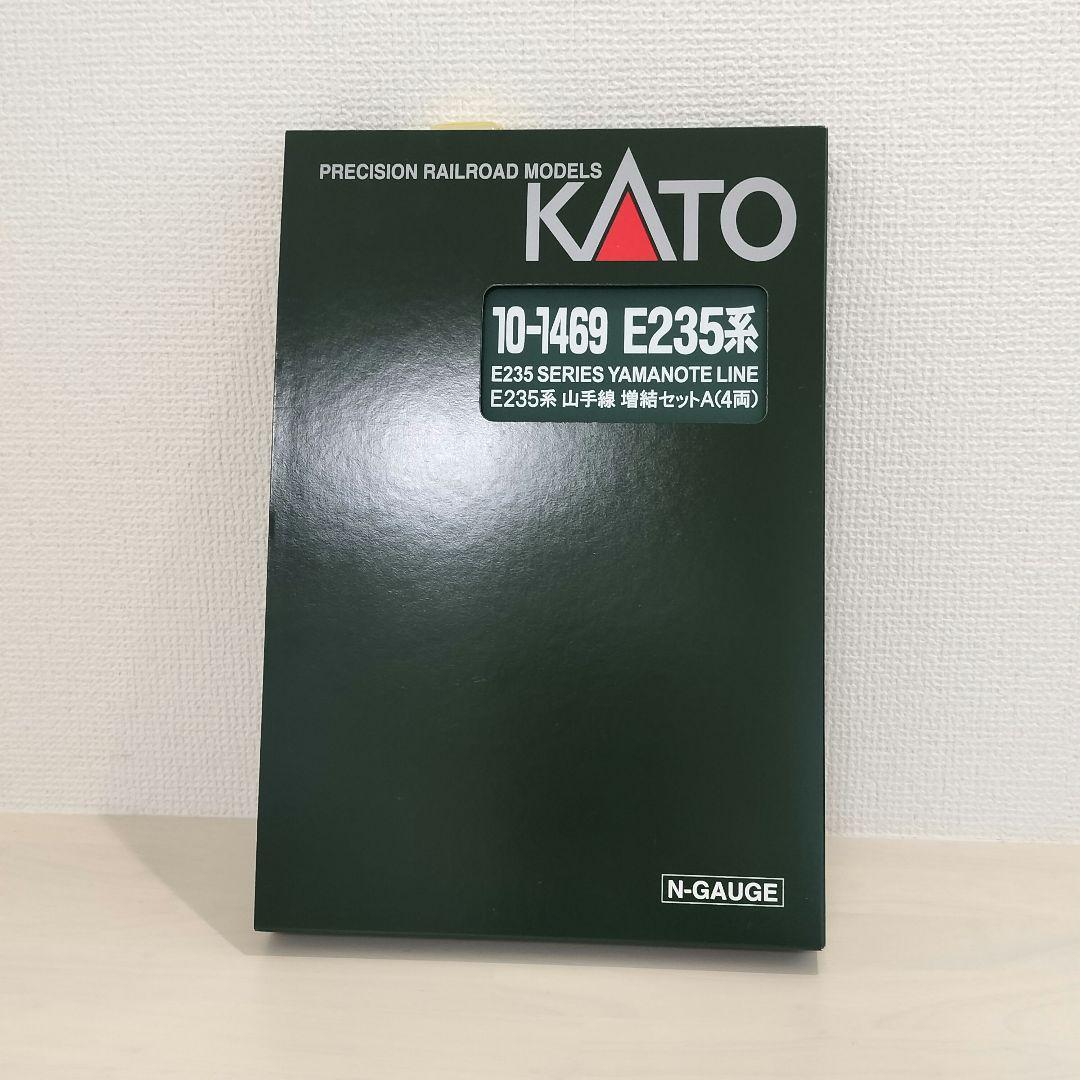 PRECISION RAILROAD MODELS
KATO
10-1469 E235系
E235 SERIES YAMANOTE LINE
E235系 山手線 増結セットA(4両)
N-GAUGE